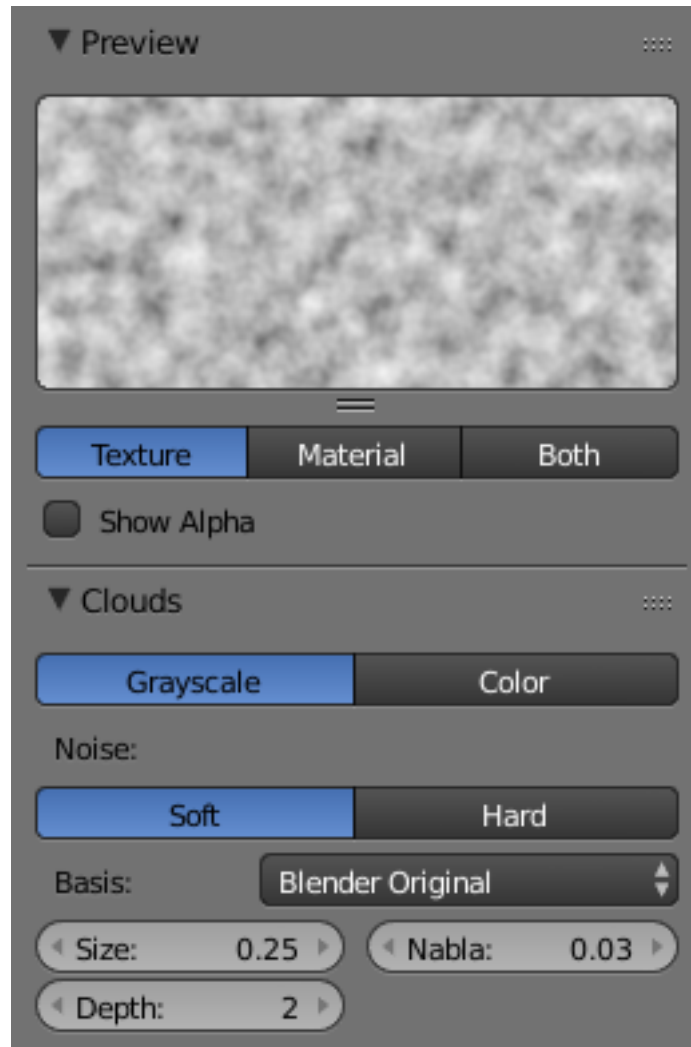 Preview
Texture Material Both
Show Alpha
Clouds
Grayscale Color
Noise:
Soft Hard
Basis: Blender Original
Size: 0.25 Nabla: 0.03
Depth: 2